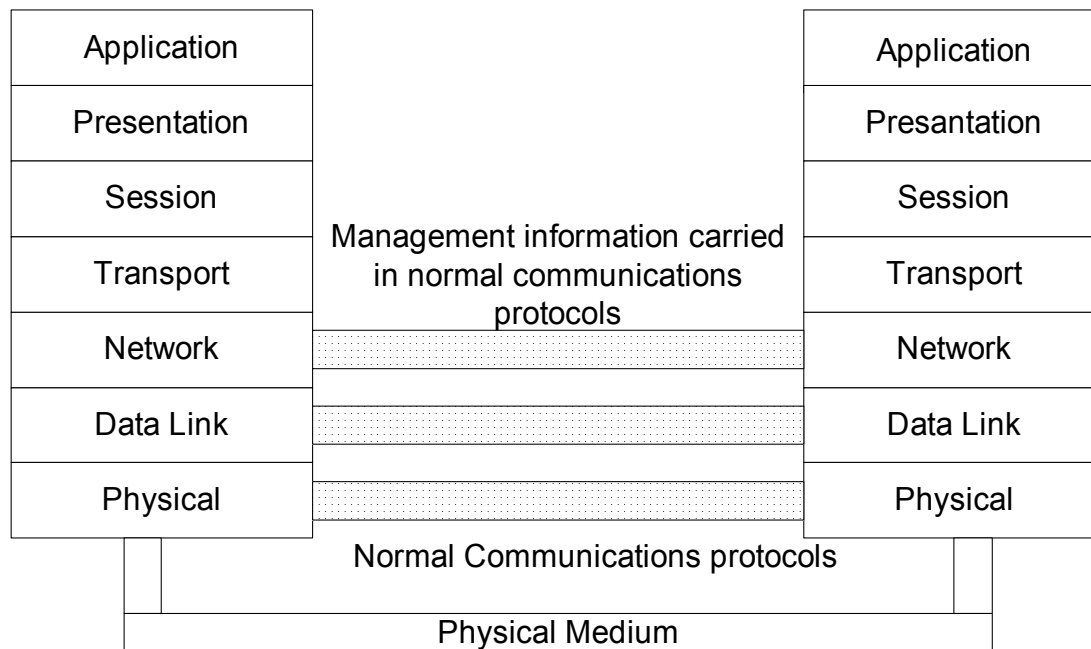 Application
Presentation
Session
Transport
Network
Data Link
Physical
Management information carried
in normal communications
protocols
Normal Communications protocols
Physical Medium
Application
Presantation
Session
Transport
Network
Data Link
Physical